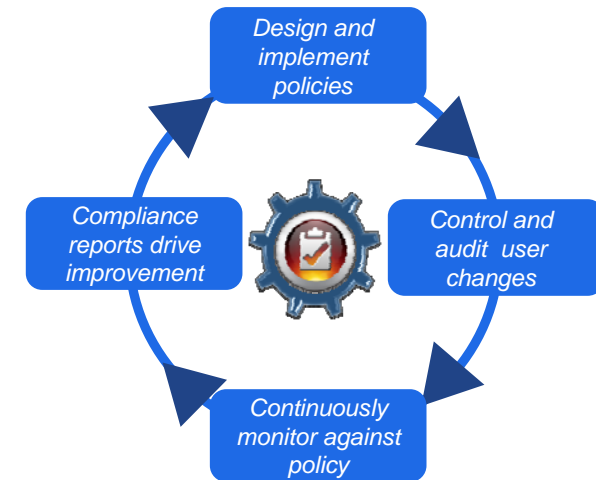 Design and
implement
policies
Control and
audit user
changes
Continuously
monitor against
policy
Compliance
reports drive
improvement